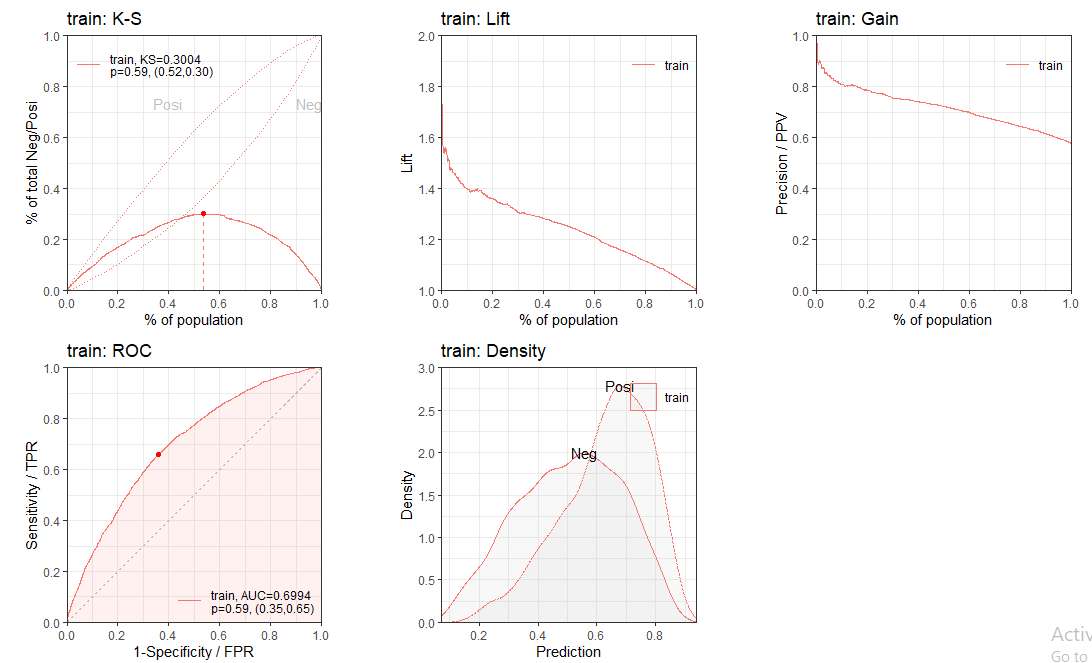 train: K-S
% of total Neg/Posi
1.0
0.8
0.6
0.4
0.2
0.0
train, KS=0.3004
p=0.59, (0.52,0.30)
Posi
Neg
0.0 0.2 0.4 0.6 0.8 1.0
% of population
train: Lift
Lift
2.0
1.8
1.6
1.4
1.2
1.0
train
0.0 0.2 0.4 0.6 0.8 1.0
% of population
train: Gain
Precision / PPV
1.0
0.8
0.6
0.4
0.2
0.0
train
0.0 0.2 0.4 0.6 0.8 1.0
% of population
train: ROC
Sensitivity / TPR
1.0
0.8
0.6
0.4
0.2
0.0
train, AUC=0.6994
p=0.59, (0.35,0.65)
0.0 0.2 0.4 0.6 0.8 1.0
1-Specificity / FPR
train: Density
Density
3.0
2.5
2.0
1.5
1.0
0.5
0.0
Posi
train
Neg
0.2 0.4 0.6 0.8
Prediction
Activ
Go to